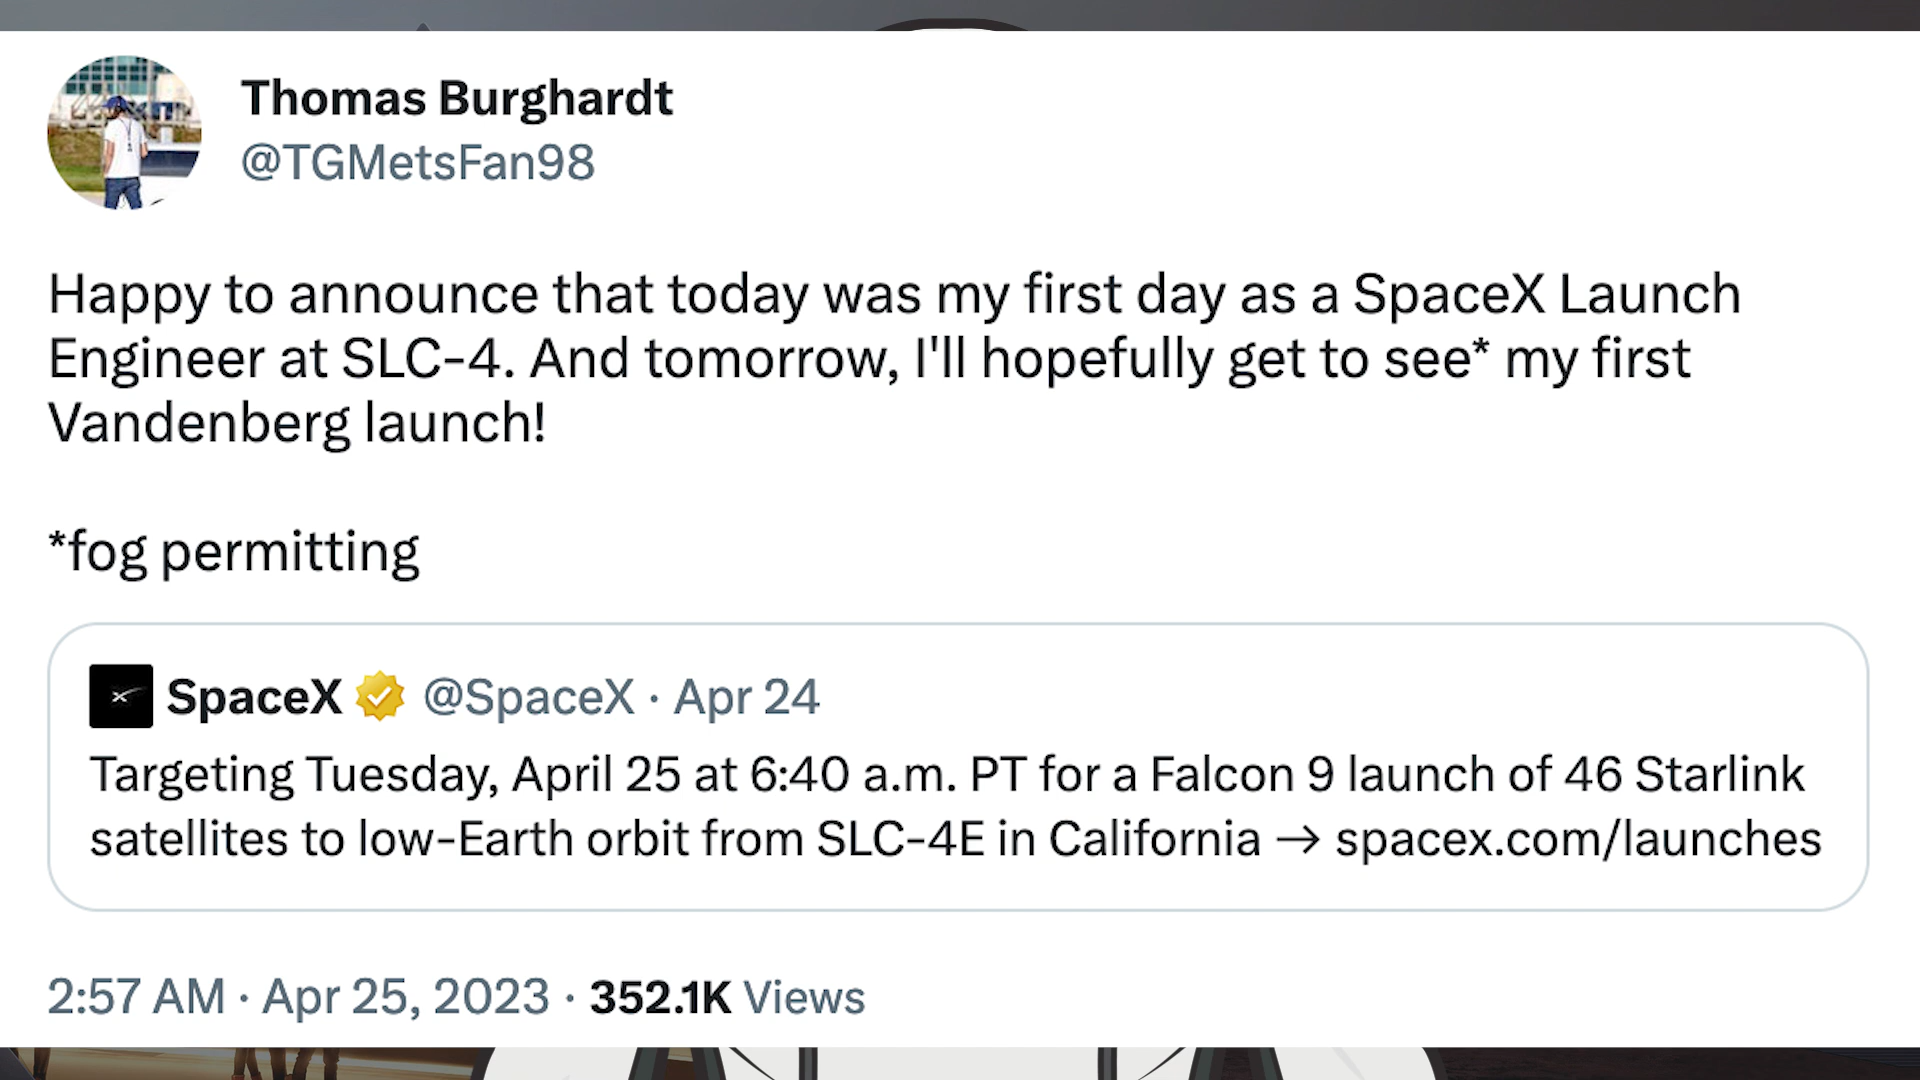 Thomas Burghardt
@TGMetsFan98
Happy to announce that today was my first day as a SpaceX Launch
Engineer at SLC-4. And tomorrow, I'll hopefully get to see* my first
Vandenberg launch!
*fog permitting
SpaceX @SpaceX · Apr 24
Targeting Tuesday, April 25 at 6:40 a.m. PT for a Falcon 9 launch of 46 Starlink
satellites to low-Earth orbit from SLC-4E in California → spacex.com/launches
2:57 AM · Apr 25, 2023 · 352.1K Views